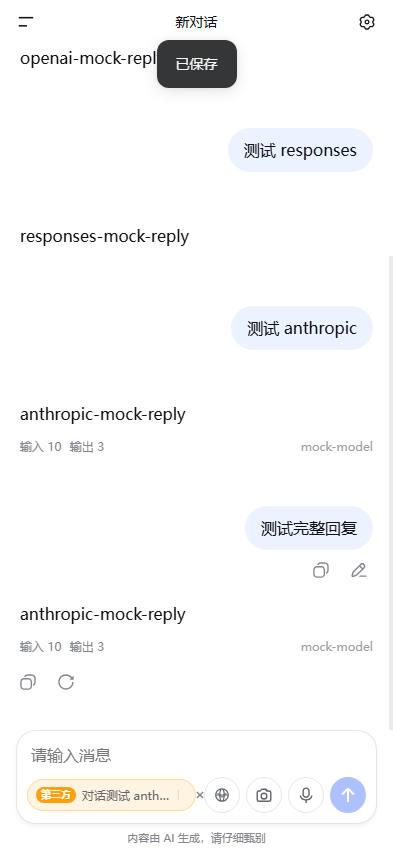 新对话
openai-mock-repl
已保存
测试 responses
responses-mock-reply
测试 anthropic
anthropic-mock-reply
输入 10 输出 3 mock-model
测试完整回复
anthropic-mock-reply
输入 10 输出 3 mock-model
请输入消息
第三方 对话测试 anth...
内容由 AI 生成，请仔细甄别